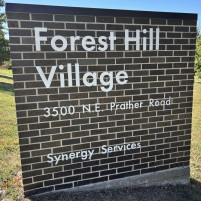 Forest Hill
Village
3500 N.E. Prather Road
Synergy Services